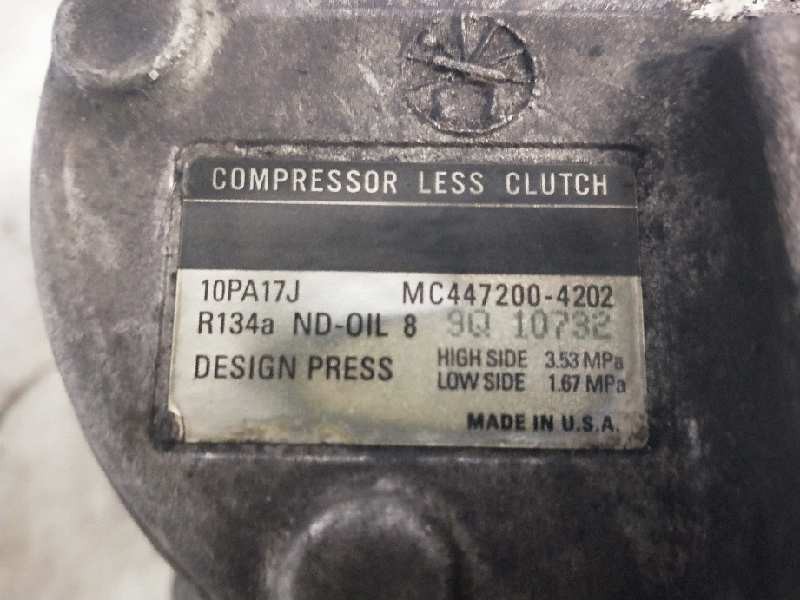 COMPRESSOR LESS CLUTCH
10PA17J MC447200-4202
R134a ND-OIL 8 9Q 10732
DESIGN PRESS HIGH SIDE 3.53 MPa
LOW SIDE 1.67 MPa
MADE IN U.S.A.